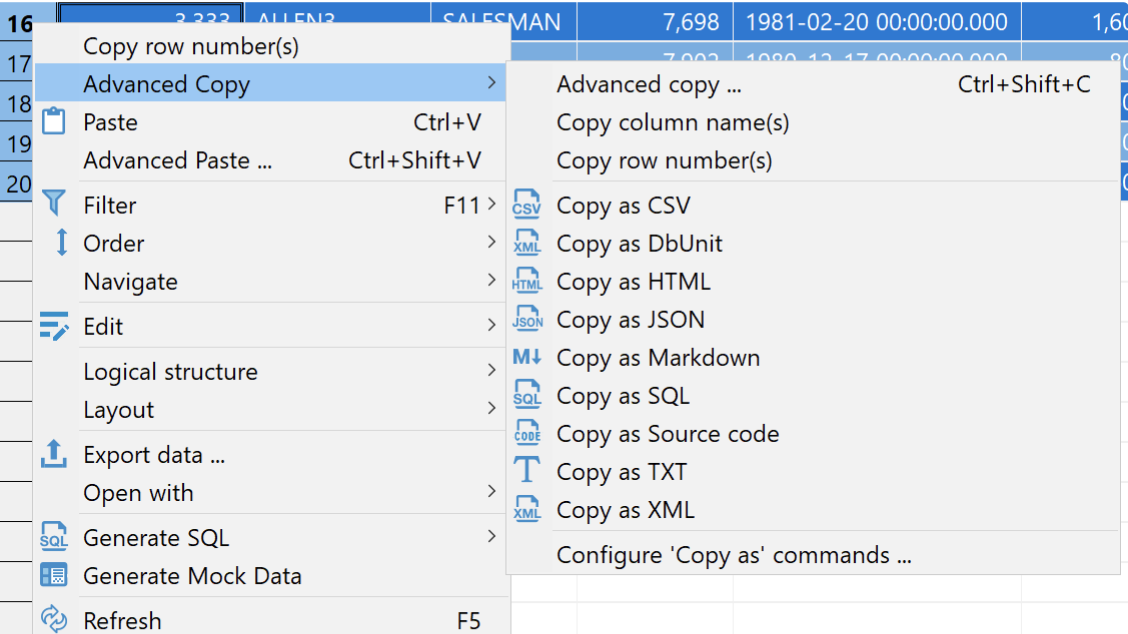 16 3,333 ALLEN3 SALESMAN 7,698 1981-02-20 00:00:00.000
17 7,902 1980-12-17 00:00:00.000
18
19
20
Copy row number(s)
Advanced Copy
Paste Ctrl+V
Advanced Paste ... Ctrl+Shift+V
Filter F11
Order
Navigate
Edit
Logical structure
Layout
Export data ...
Open with
SQL Generate SQL
Generate Mock Data
Refresh F5
Advanced copy ... Ctrl+Shift+C
Copy column name(s)
Copy row number(s)
CSV Copy as CSV
XML Copy as DbUnit
HTML Copy as HTML
JSON Copy as JSON
M↓ Copy as Markdown
SQL Copy as SQL
CODE Copy as Source code
T Copy as TXT
XML Copy as XML
Configure 'Copy as' commands ...